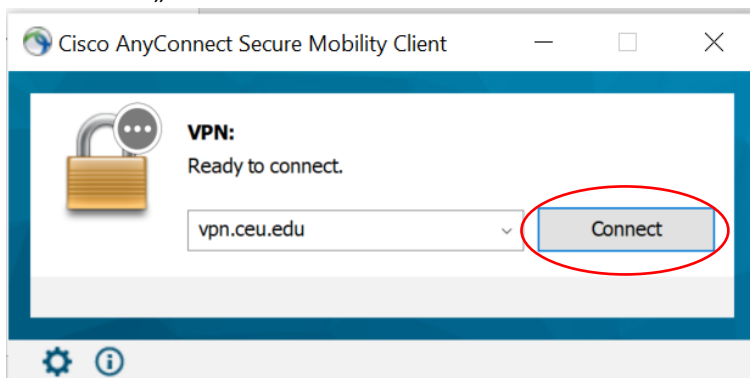 Cisco AnyConnect Secure Mobility Client
VPN:
Ready to connect.
vpn.ceu.edu
Connect